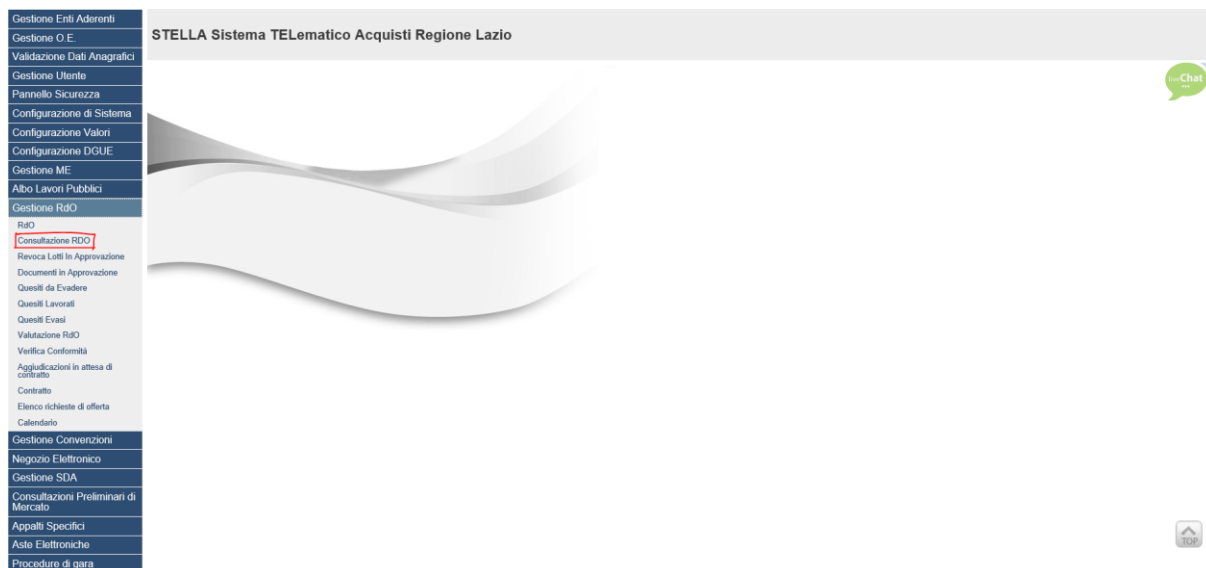 Gestione Enti Aderenti
Gestione O.E.
STELLA Sistema TELematico Acquisti Regione Lazio
Validazione Dati Anagrafici
Gestione Utente
Pannello Sicurezza
Configurazione di Sistema
Configurazione Valori
Configurazione DGUE
Gestione ME
Albo Lavori Pubblici
Gestione RdO
RdO
Consultazione RDO
Revoca Lotti In Approvazione
Documenti in Approvazione
Quesiti da Evadere
Quesiti Lavorati
Quesiti Evasi
Valutazione RdO
Verifica Conformità
Aggiudicazioni in attesa di
contratto
Contratto
Elenco richieste di offerta
Calendario
Gestione Convenzioni
Negozio Elettronico
Gestione SDA
Consultazioni Preliminari di
Mercato
Appalti Specifici
Aste Elettroniche
Procedure di gara
liveChat
TOP